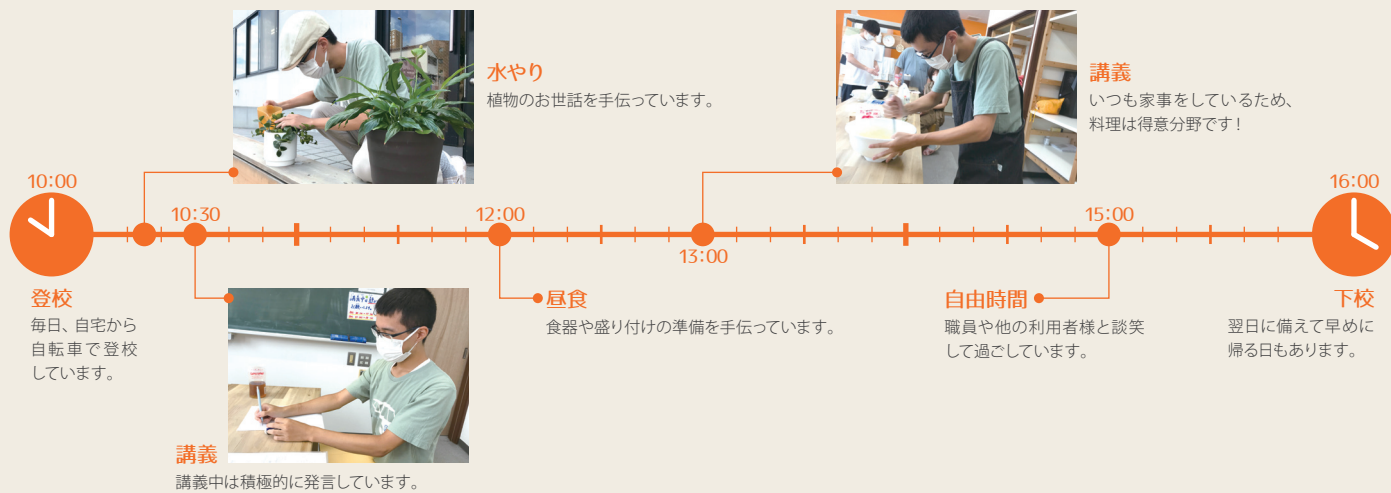 10:00
登校
毎日、自宅から
自転車で登校
しています。
水やり
植物のお世話を手伝っています。
10:30
講義
講義中は積極的に発言しています。
12:00
昼食
食器や盛り付けの準備を手伝っています。
13:00
講義
いつも家事をしているため、
料理は得意分野です！
15:00
自由時間
職員や他の利用者様と談笑
して過ごしています。
16:00
下校
翌日に備えて早めに
帰る日もあります。